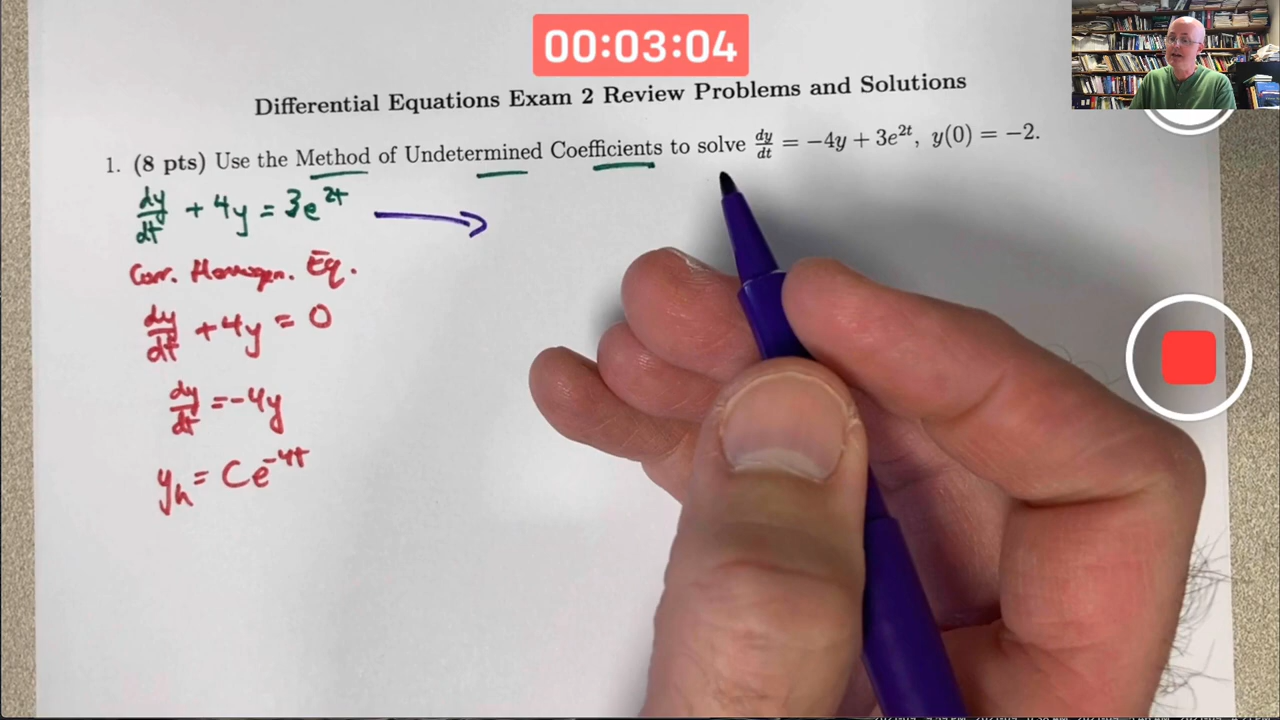 00:03:04
Differential Equations Exam 2 Review Problems and Solutions
1. (8 pts) Use the Method of Undetermined Coefficients to solve dy/dt = −4y + 3e^{2t}, y(0) = −2.
dy/dt + 4y = 3e^{2t}
Corr. Homogen. Eq.
dy/dt + 4y = 0
dy/dt = -4y
y_h = Ce^{-4t}